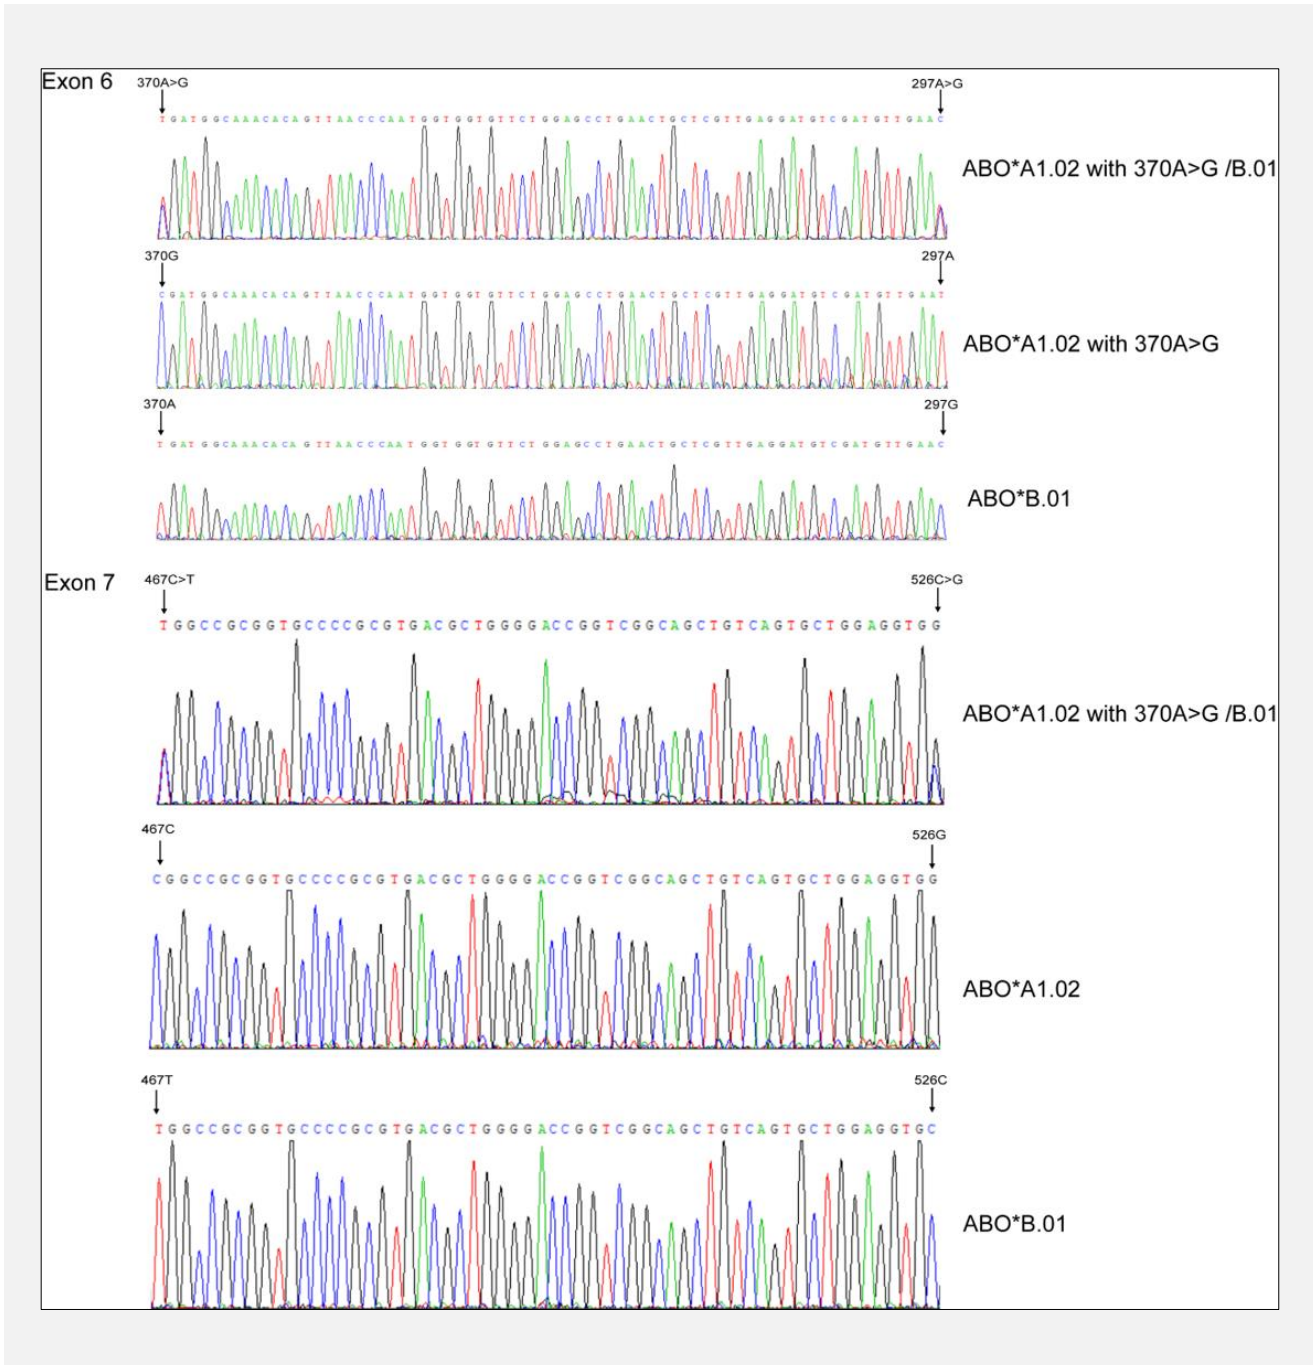 Exon 6
370A>G 297A>G
TGATGGCAAACACAGTTAACCCAATGGTGGTGTTCTGGAGCCTGAACTGCTCGTTGAGGATGTCGATGTTGAAC
ABO*A1.02 with 370A>G /B.01
370G 297A
CGATGGCAAACACAGTTAACCCAATGGTGGTGTTCTGGAGCCTGAACTGCTCGTTGAGGATGTCGATGTTGAAT
ABO*A1.02 with 370A>G
370A 297G
TGATGGCAAACACAGTTAACCCAATGGTGGTGTTCTGGAGCCTGAACTGCTCGTTGAGGATGTCGATGTTGAAC
ABO*B.01
Exon 7
467C>T 526C>G
TGGCCGCGGTGCCCCGCGTGACGCTGGGGACCGGTCGGCAGCTGTCAGTGCTGGAGGTGG
ABO*A1.02 with 370A>G /B.01
467C 526G
CGGCCGCGGTGCCCCGCGTGACGCTGGGGACCGGTCGGCAGCTGTCAGTGCTGGAGGTGG
ABO*A1.02
467T 526C
TGGCCGCGGTGCCCCGCGTGACGCTGGGGACCGGTCGGCAGCTGTCAGTGCTGGAGGTGC
ABO*B.01